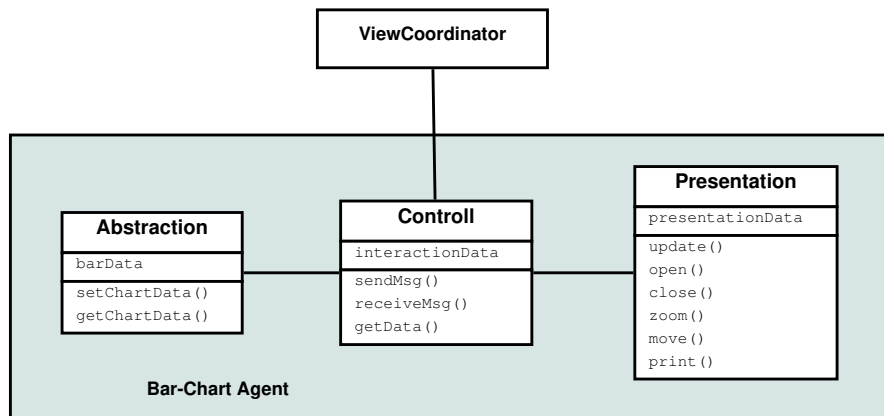 ViewCoordinator
Abstraction
barData
setChartData()
getChartData()
Controll
interactionData
sendMsg()
receiveMsg()
getData()
Presentation
presentationData
update()
open()
close()
zoom()
move()
print()
Bar-Chart Agent